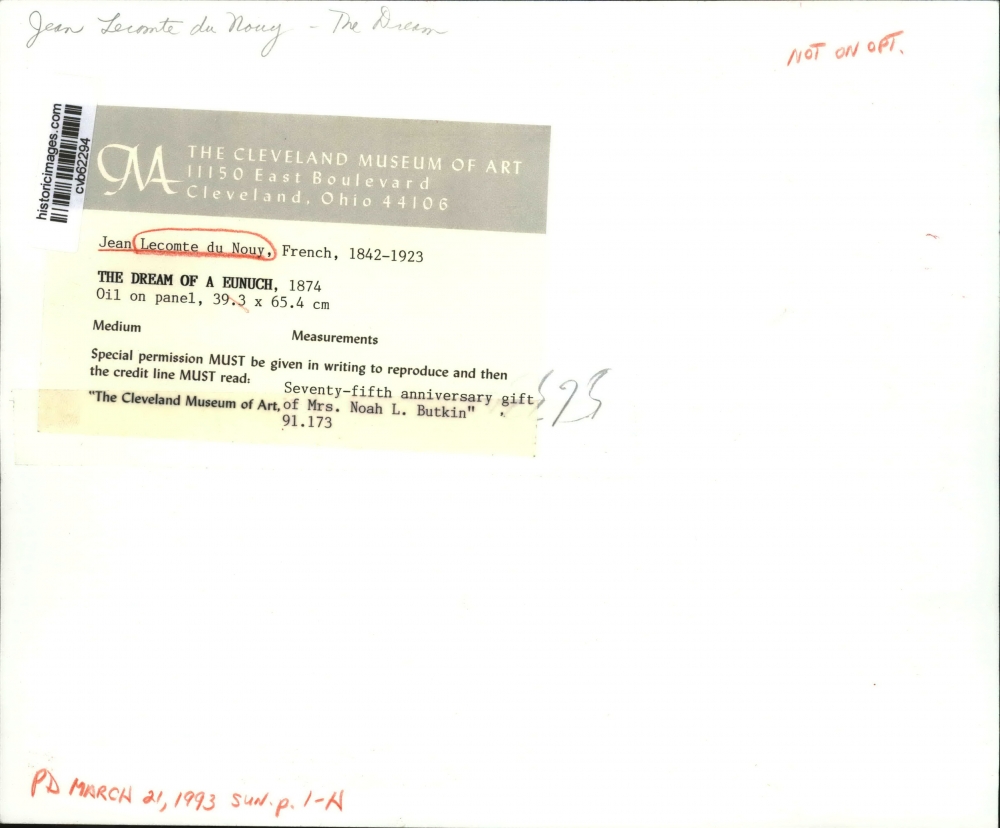 Jean Lecomte du Nouy - The Dream
NOT ON OPT.
historicimages.com
cvb62294
CMA
THE CLEVELAND MUSEUM OF ART
11150 East Boulevard
Cleveland, Ohio 44106
Jean Lecomte du Nouy, French, 1842-1923
THE DREAM OF A EUNUCH, 1874
Oil on panel, 39.3 x 65.4 cm
Medium Measurements
Special permission MUST be given in writing to reproduce and then
the credit line MUST read:
Seventy-fifth anniversary gift
"The Cleveland Museum of Art, of Mrs. Noah L. Butkin"
91.173
PD MARCH 21, 1993 SUN. p. 1-H